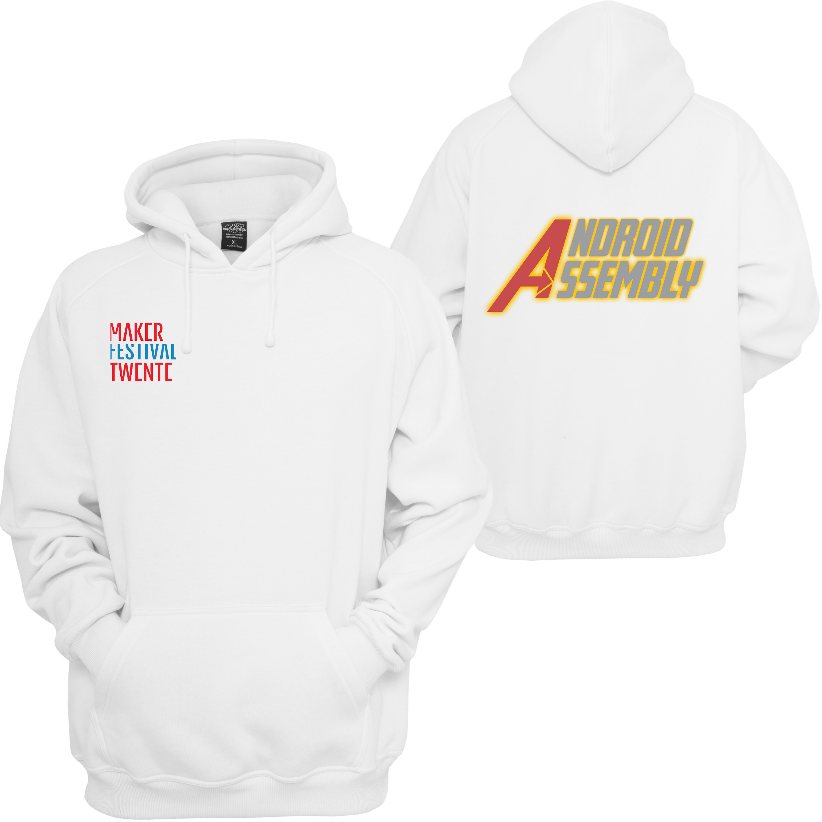 MAKER
FESTIVAL
TWENTE
ANDROID
ASSEMBLY